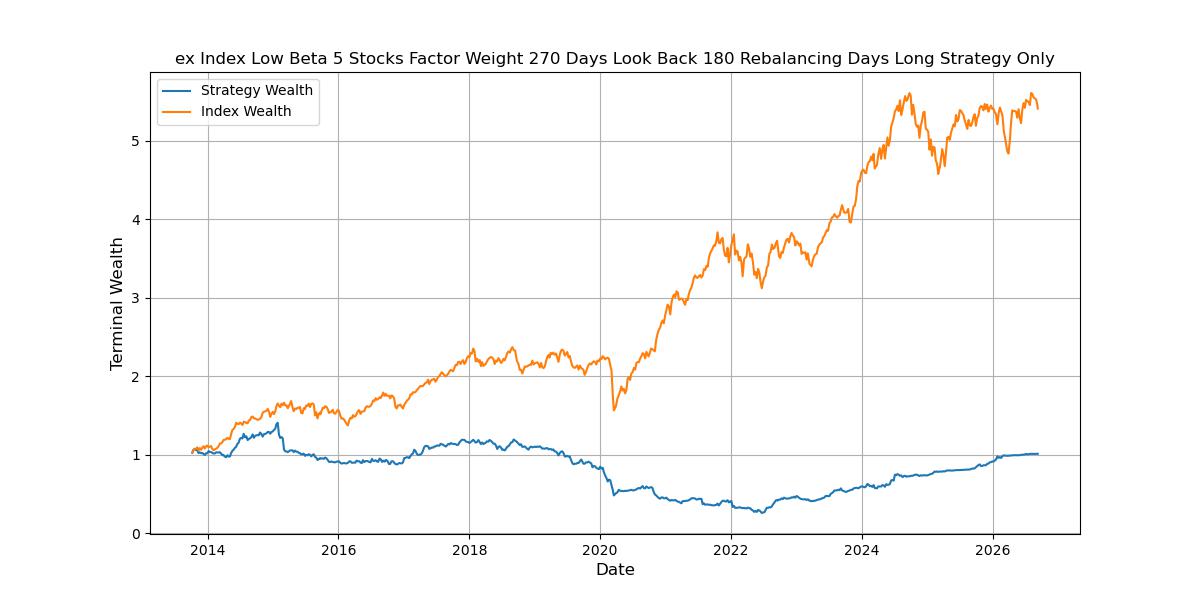 ex Index Low Beta 5 Stocks Factor Weight 270 Days Look Back 180 Rebalancing Days Long Strategy Only
Strategy Wealth
Index Wealth
Terminal Wealth
5
4
3
2
1
0
2014 2016 2018 2020 2022 2024 2026
Date